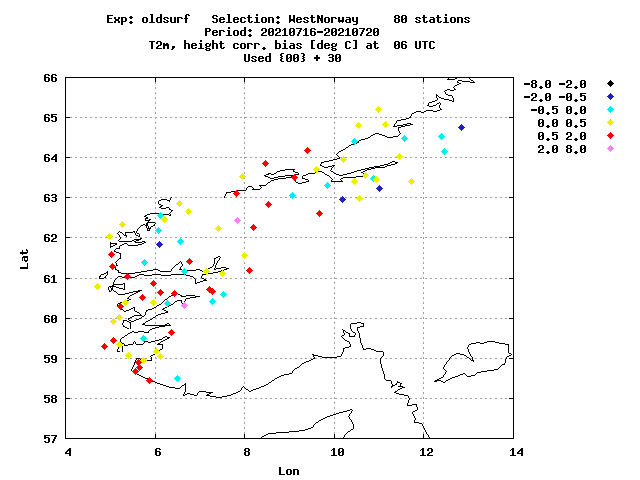 Exp: oldsurf   Selection: WestNorway     80 stations
Period: 20210716-20210720
T2m, height corr. bias [deg C] at  06 UTC
Used {00} + 30
-8.0 -2.0
-2.0 -0.5
-0.5 0.0
0.0 0.5
0.5 2.0
2.0 8.0
66
65
64
63
62
61
60
59
58
57
Lat
4 6 8 10 12 14
Lon